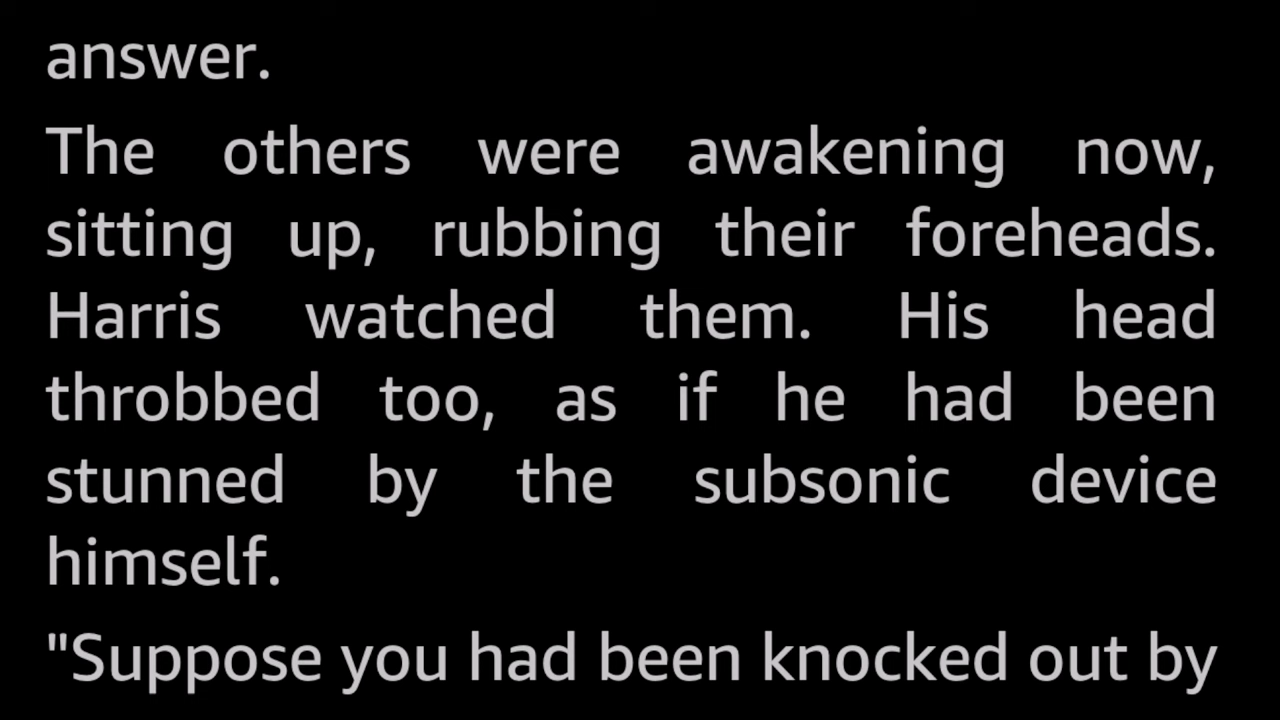 answer.
The others were awakening now,
sitting up, rubbing their foreheads.
Harris watched them. His head
throbbed too, as if he had been
stunned by the subsonic device
himself.
"Suppose you had been knocked out by